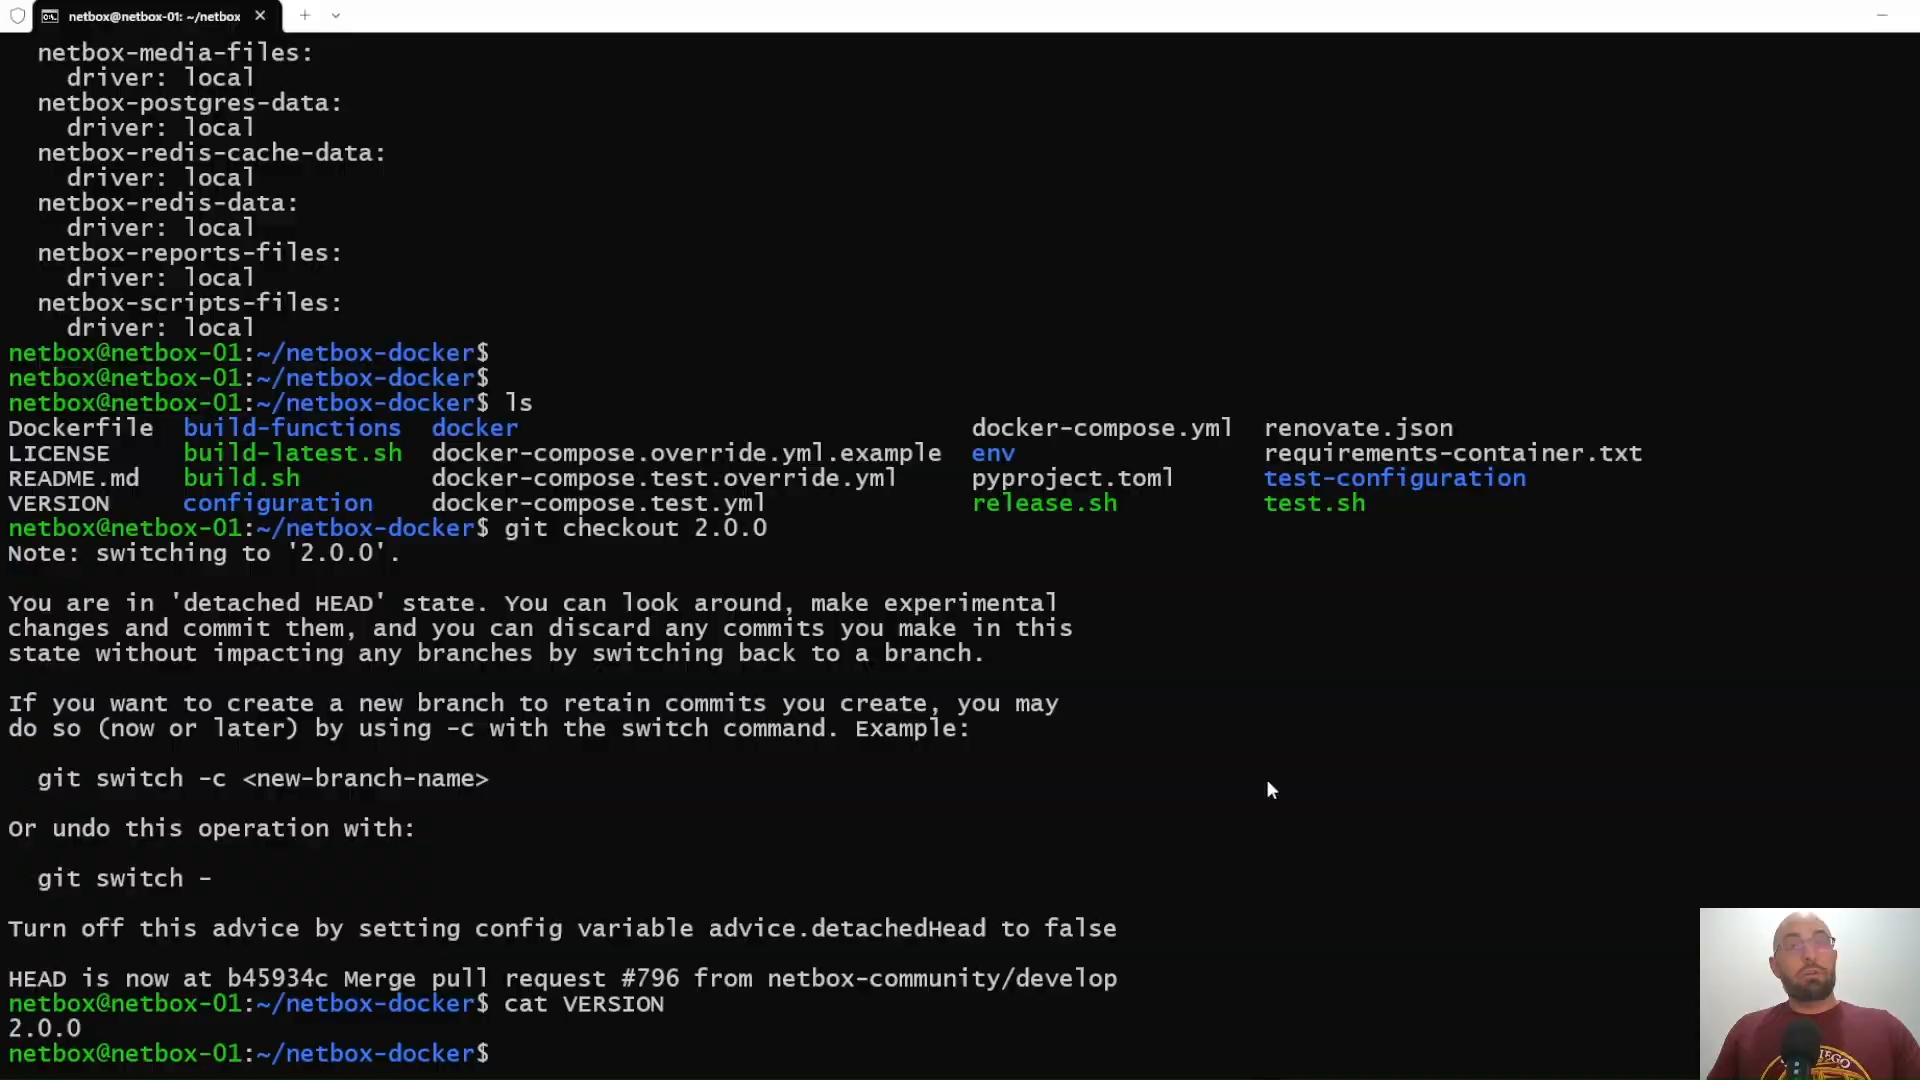 netbox@netbox-01: ~/netbox
netbox-media-files:
driver: local
netbox-postgres-data:
driver: local
netbox-redis-cache-data:
driver: local
netbox-redis-data:
driver: local
netbox-reports-files:
driver: local
netbox-scripts-files:
driver: local
netbox@netbox-01:~/netbox-docker$
netbox@netbox-01:~/netbox-docker$
netbox@netbox-01:~/netbox-docker$ ls
Dockerfile build-functions docker docker-compose.yml renovate.json
LICENSE build-latest.sh docker-compose.override.yml.example env requirements-container.txt
README.md build.sh docker-compose.test.override.yml pyproject.toml test-configuration
VERSION configuration docker-compose.test.yml release.sh test.sh
netbox@netbox-01:~/netbox-docker$ git checkout 2.0.0
Note: switching to '2.0.0'.
You are in 'detached HEAD' state. You can look around, make experimental
changes and commit them, and you can discard any commits you make in this
state without impacting any branches by switching back to a branch.
If you want to create a new branch to retain commits you create, you may
do so (now or later) by using -c with the switch command. Example:
git switch -c <new-branch-name>
Or undo this operation with:
git switch -
Turn off this advice by setting config variable advice.detachedHead to false
HEAD is now at b45934c Merge pull request #796 from netbox-community/develop
netbox@netbox-01:~/netbox-docker$ cat VERSION
2.0.0
netbox@netbox-01:~/netbox-docker$